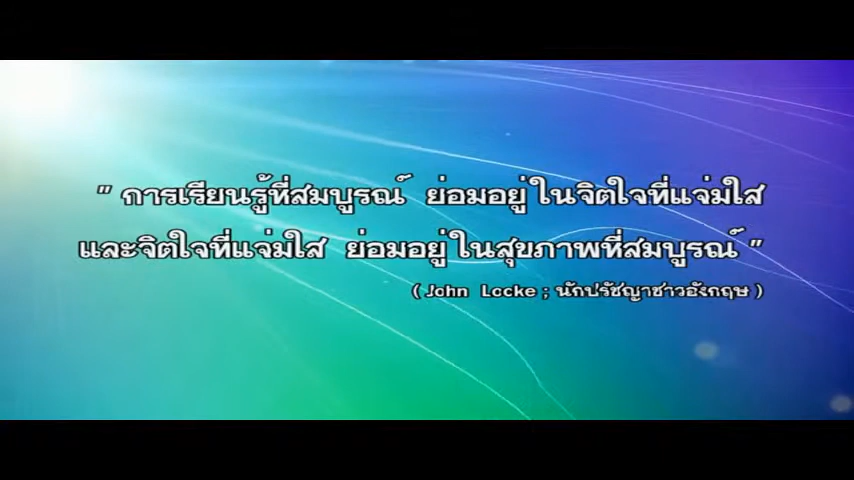 " การเรียนรู้ที่สมบูรณ์ ย่อมอยู่ในจิตใจที่แจ่มใส
และจิตใจที่แจ่มใส ย่อมอยู่ในสุขภาพที่สมบูรณ์ "
( John Locke ; นักปรัชญาชาวอังกฤษ )